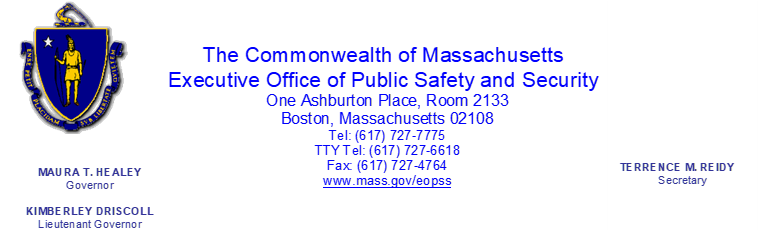 The Commonwealth of Massachusetts
Executive Office of Public Safety and Security
One Ashburton Place, Room 2133
Boston, Massachusetts 02108
Tel: (617) 727-7775
TTY Tel: (617) 727-6618
Fax: (617) 727-4764
www.mass.gov/eopss
MAURA T. HEALEY
Governor
KIMBERLEY DRISCOLL
Lieutenant Governor
TERRENCE M. REIDY
Secretary